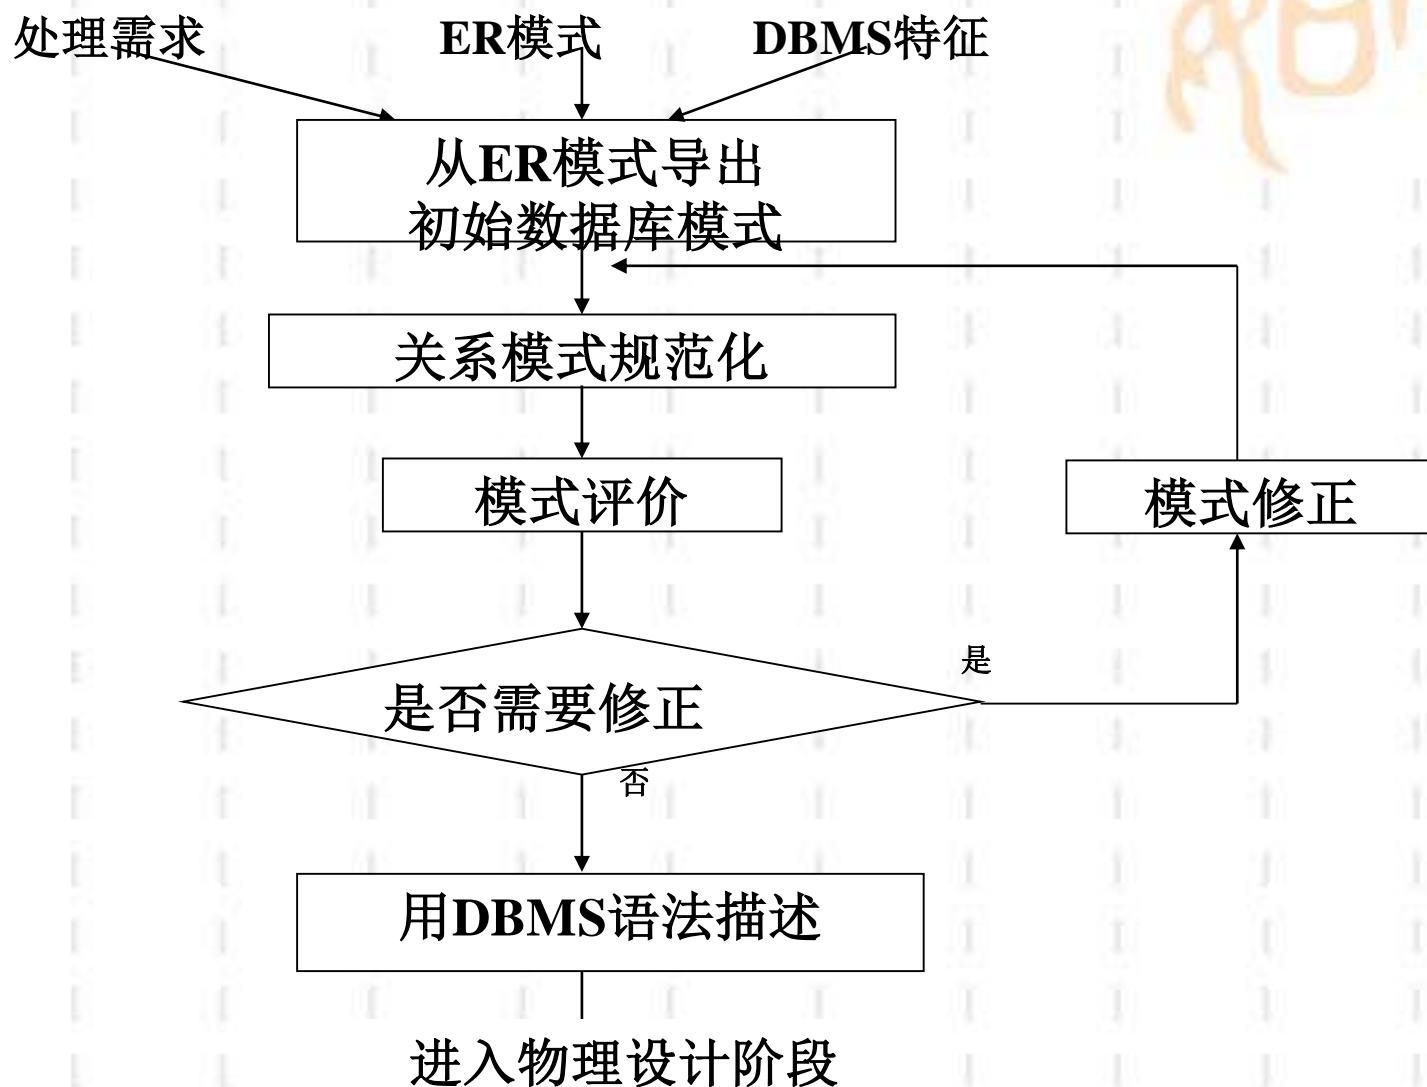 处理需求
ER模式
DBMS特征
从ER模式导出
初始数据库模式
关系模式规范化
模式评价
模式修正
是
是否需要修正
否
用DBMS语法描述
进入物理设计阶段